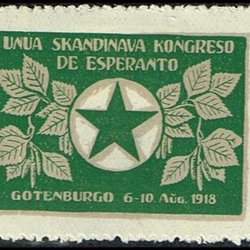 UNUA SKANDINAVA KONGRESO
DE ESPERANTO
GOTENBURGO 6-10. AŬG. 1918